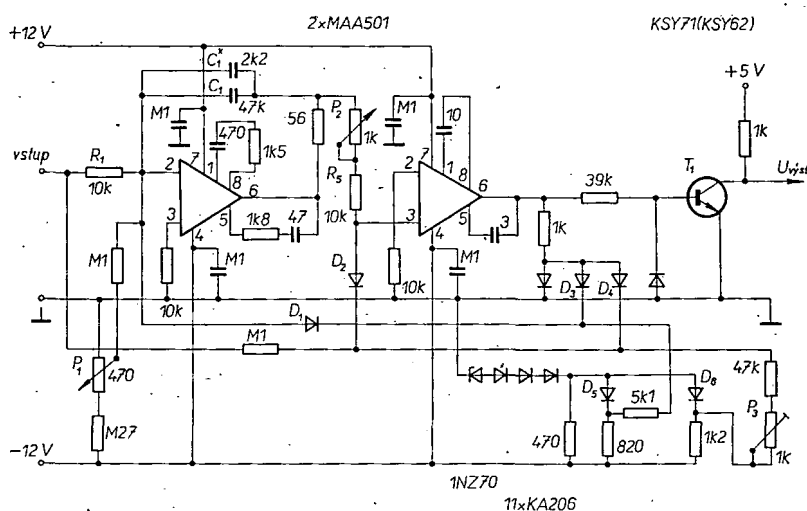 2xMAA501
KSY71(KSY62)
+12 V
C₁ˣ
2k2
+5 V
C₁
47k
M1
P₂
M1
10
470
56
1k
1k
vstup
R₁
7
1
1k5
7
1
T₁
Uvýst
10k
2
8
6
R₅
2
8
6
39k
3
5
1k8
47
10k
3
5
3
1k
4
4
M1
M1
D₂
M1
D₃
D₄
10k
10k
D₁
M1
P₁
470
47k
D₅
D₆
5k1
P₃
M27
470
820
1k2
1k
−12 V
1NZ70
11xKA206